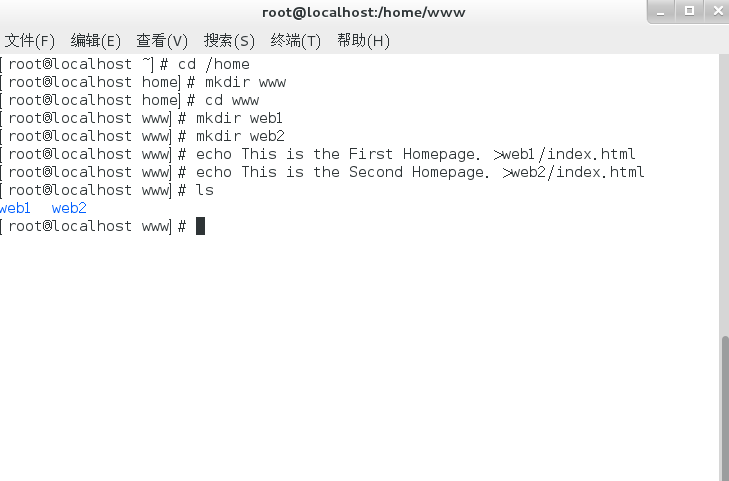 root@localhost:/home/www
文件(F) 编辑(E) 查看(V) 搜索(S) 终端(T) 帮助(H)
[root@localhost ~]# cd /home
[root@localhost home]# mkdir www
[root@localhost home]# cd www
[root@localhost www]# mkdir web1
[root@localhost www]# mkdir web2
[root@localhost www]# echo This is the First Homepage. >web1/index.html
[root@localhost www]# echo This is the Second Homepage. >web2/index.html
[root@localhost www]# ls
web1  web2
[root@localhost www]#